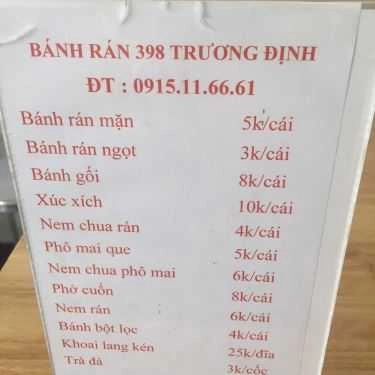 BÁNH RÁN 398 TRƯƠNG ĐỊNH
ĐT : 0915.11.66.61
Bánh rán mặn 5k/cái
Bánh rán ngọt 3k/cái
Bánh gối 8k/cái
Xúc xích 10k/cái
Nem chua rán 4k/cái
Phô mai que 5k/cái
Nem chua phô mai 6k/cái
Phở cuốn 8k/cái
Nem rán 6k/cái
Bánh bột lọc 4k/cái
Khoai lang kén 25k/đĩa
Trà đá 3k/cốc